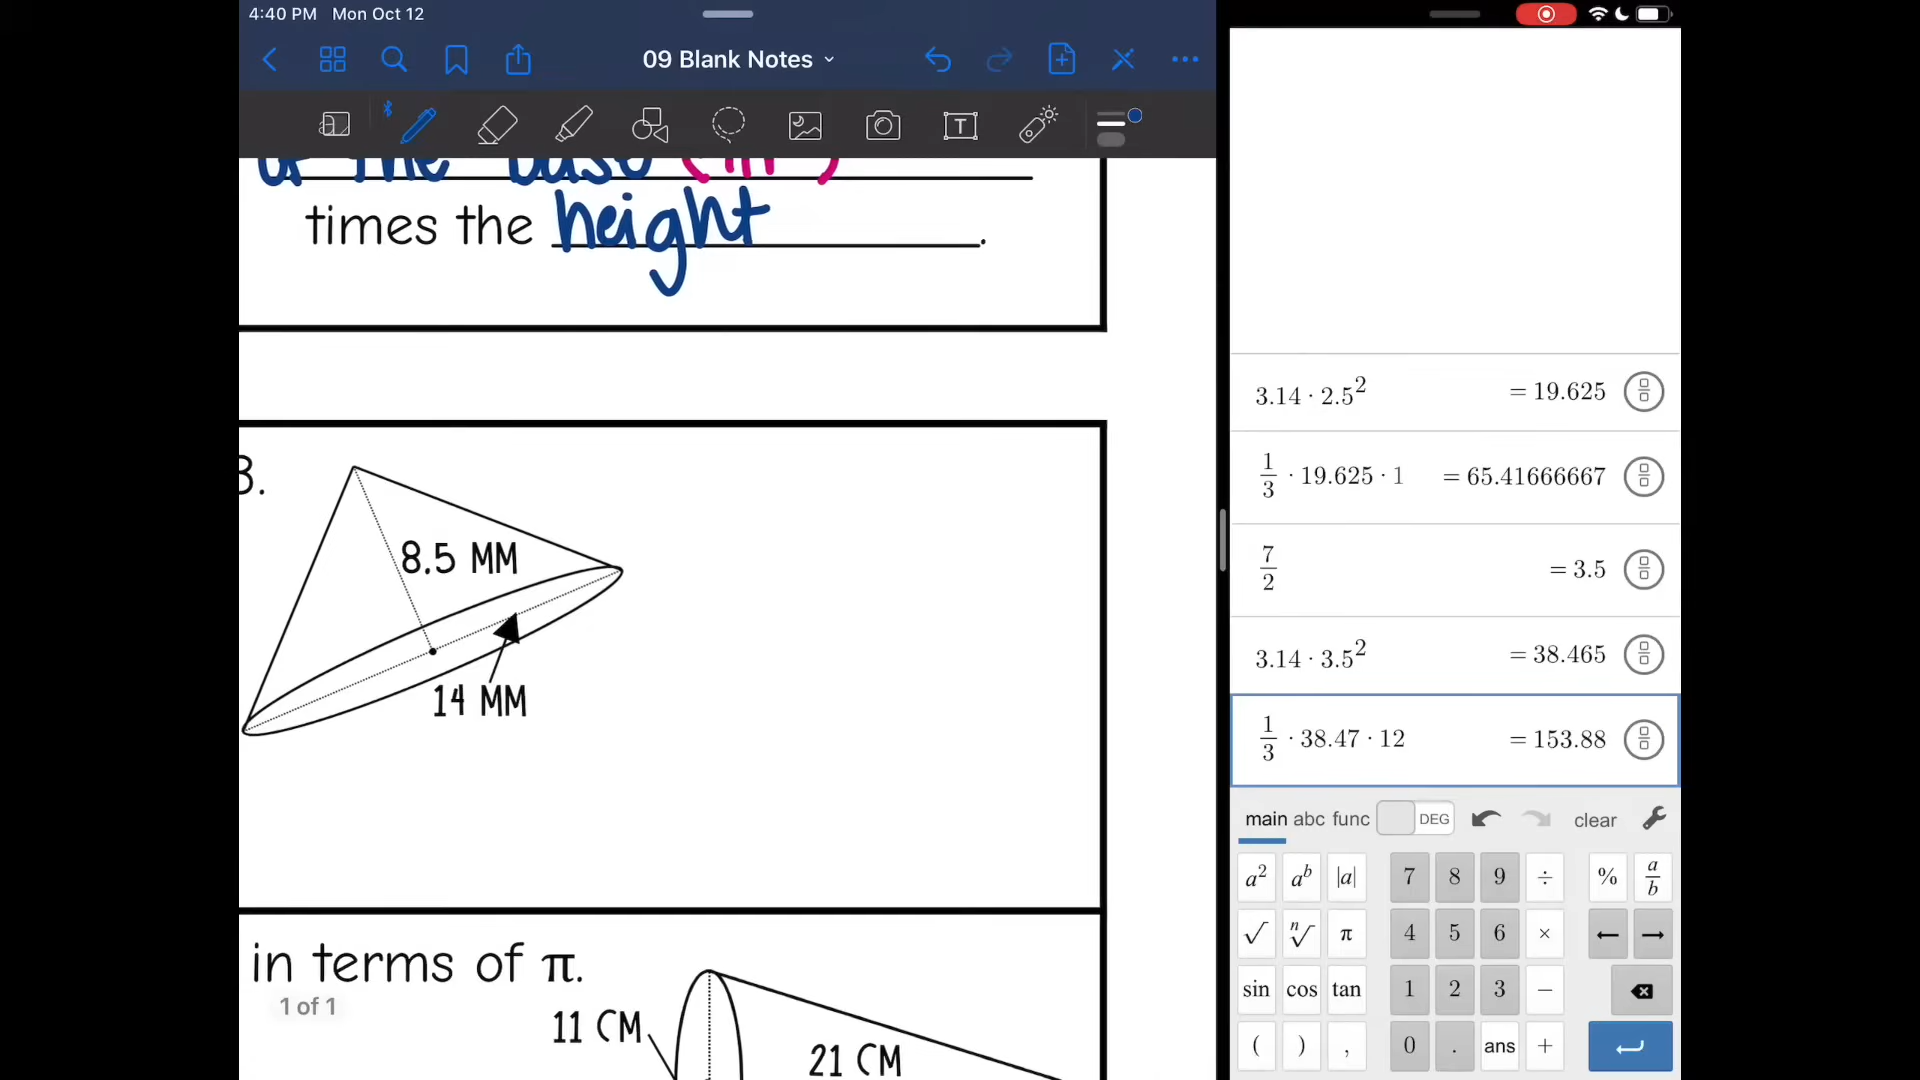 4:40 PM Mon Oct 12
09 Blank Notes
of the base
times the height.
3.
8.5 MM
14 MM
in terms of π.
1 of 1
11 CM
21 CM
3.14 · 2.5² = 19.625
1/3 · 19.625 · 1 = 65.41666667
7/2 = 3.5
3.14 · 3.5² = 38.465
1/3 · 38.47 · 12 = 153.88
main abc func DEG clear
a² aᵇ |a| 7 8 9 ÷ % a/b
√ ⁿ√ π 4 5 6 × ← →
sin cos tan 1 2 3 −
( ) , 0 . ans +